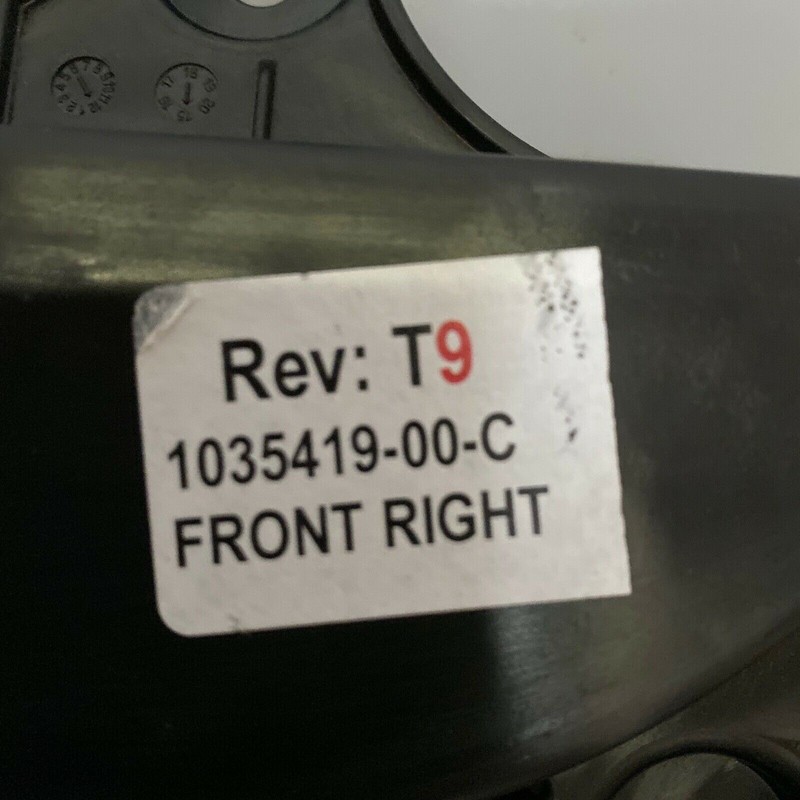 Rev: T9
1035419-00-C
FRONT RIGHT